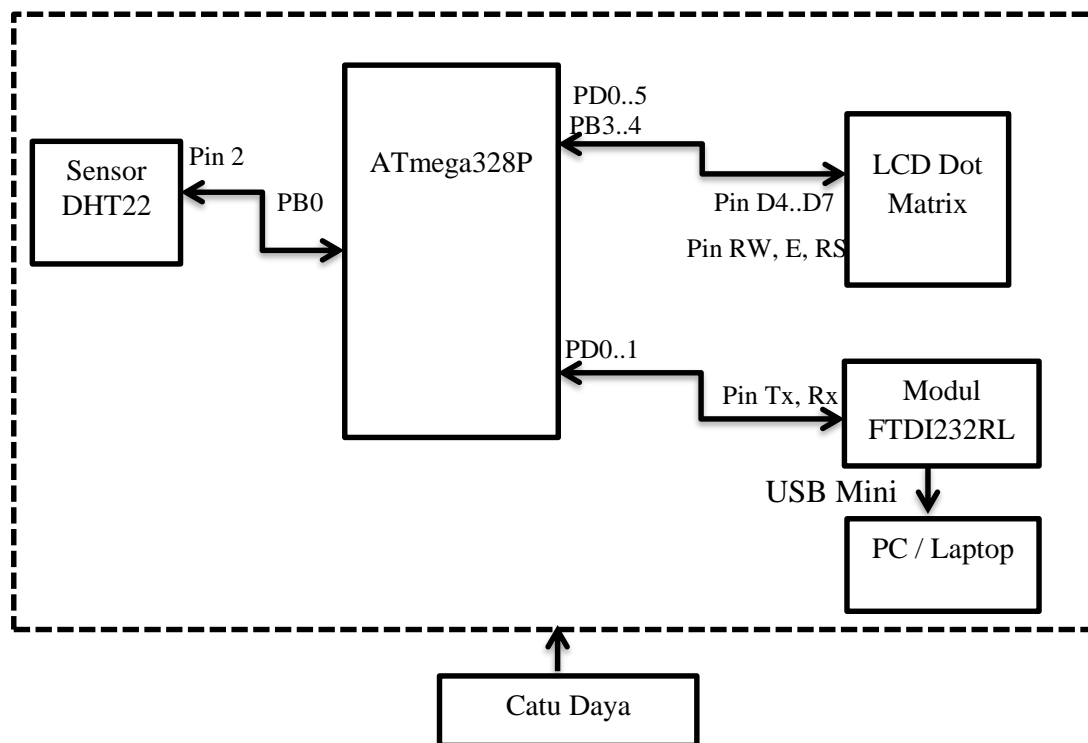 Sensor
DHT22
Pin 2
PB0
ATmega328P
PD0..5
PB3..4
Pin D4..D7
Pin RW, E, RS
LCD Dot
Matrix
PD0..1
Pin Tx, Rx
Modul
FTDI232RL
USB Mini
PC / Laptop
Catu Daya